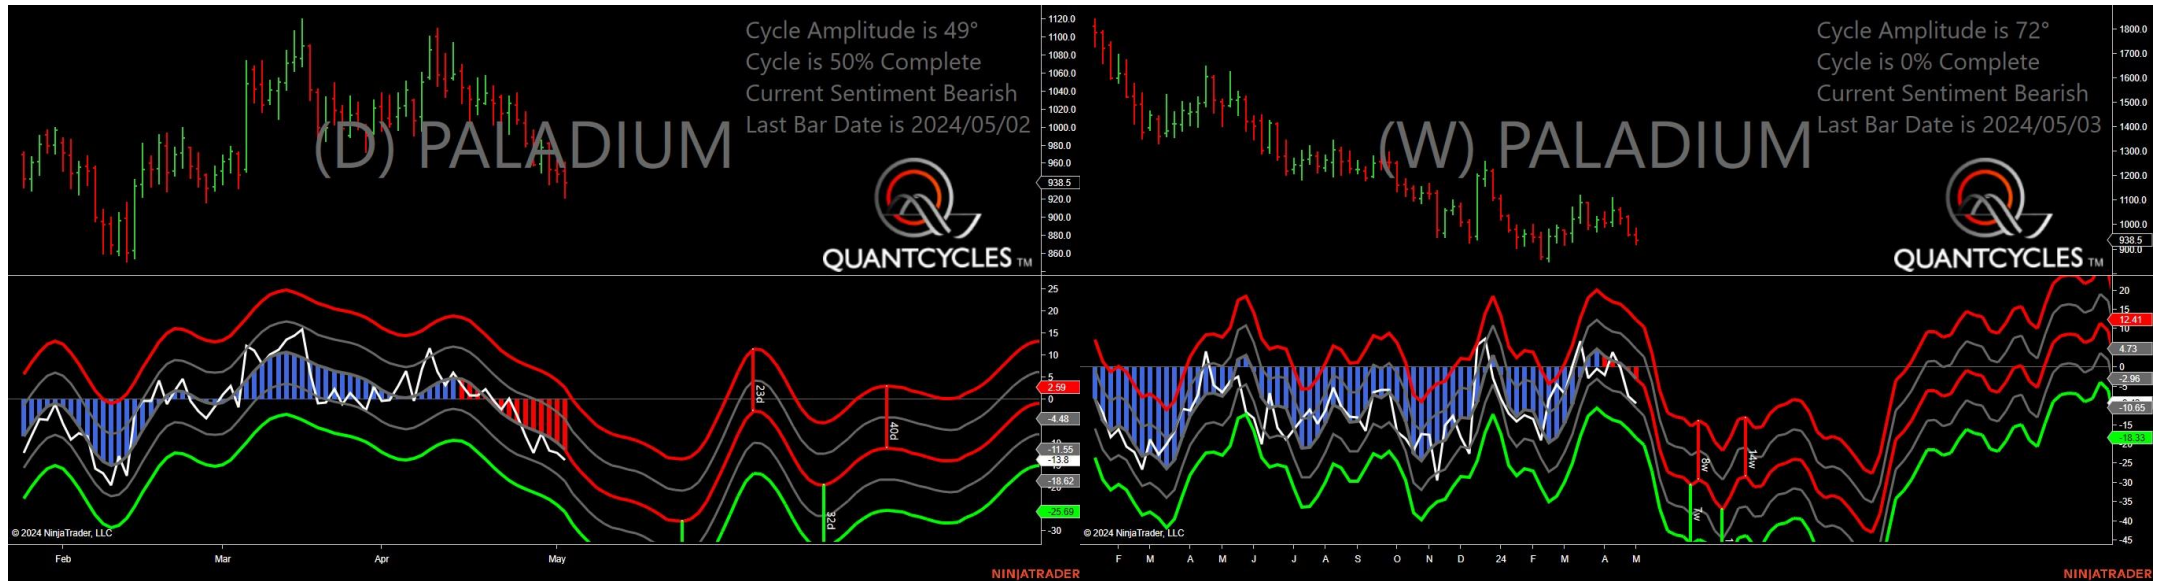 Cycle Amplitude is 49°
Cycle is 50% Complete
Current Sentiment Bearish
Last Bar Date is 2024/05/02
(D) PALADIUM
QUANTCYCLES TM
1120.0
1100.0
1080.0
1060.0
1040.0
1020.0
1000.0
980.0
960.0
938.5
920.0
900.0
880.0
860.0
25
20
15
10
5
2.59
0
-4.48
-11.55
-13.8
-18.62
-25.69
-30
23d
40d
32d
© 2024 NinjaTrader, LLC
Feb Mar Apr May
NINJATRADER
Cycle Amplitude is 72°
Cycle is 0% Complete
Current Sentiment Bearish
Last Bar Date is 2024/05/03
(W) PALADIUM
QUANTCYCLES TM
1800.0
1700.0
1600.0
1500.0
1400.0
1300.0
1200.0
1100.0
1000.0
938.5
900.0
20
15
12.41
10
4.73
0
-2.96
-5
-10.65
-15
-18.33
-20
-25
-30
-35
-40
-45
8w
14w
7w
© 2024 NinjaTrader, LLC
F M A M J J A S O N D 24 F M A M
NINJATRADER